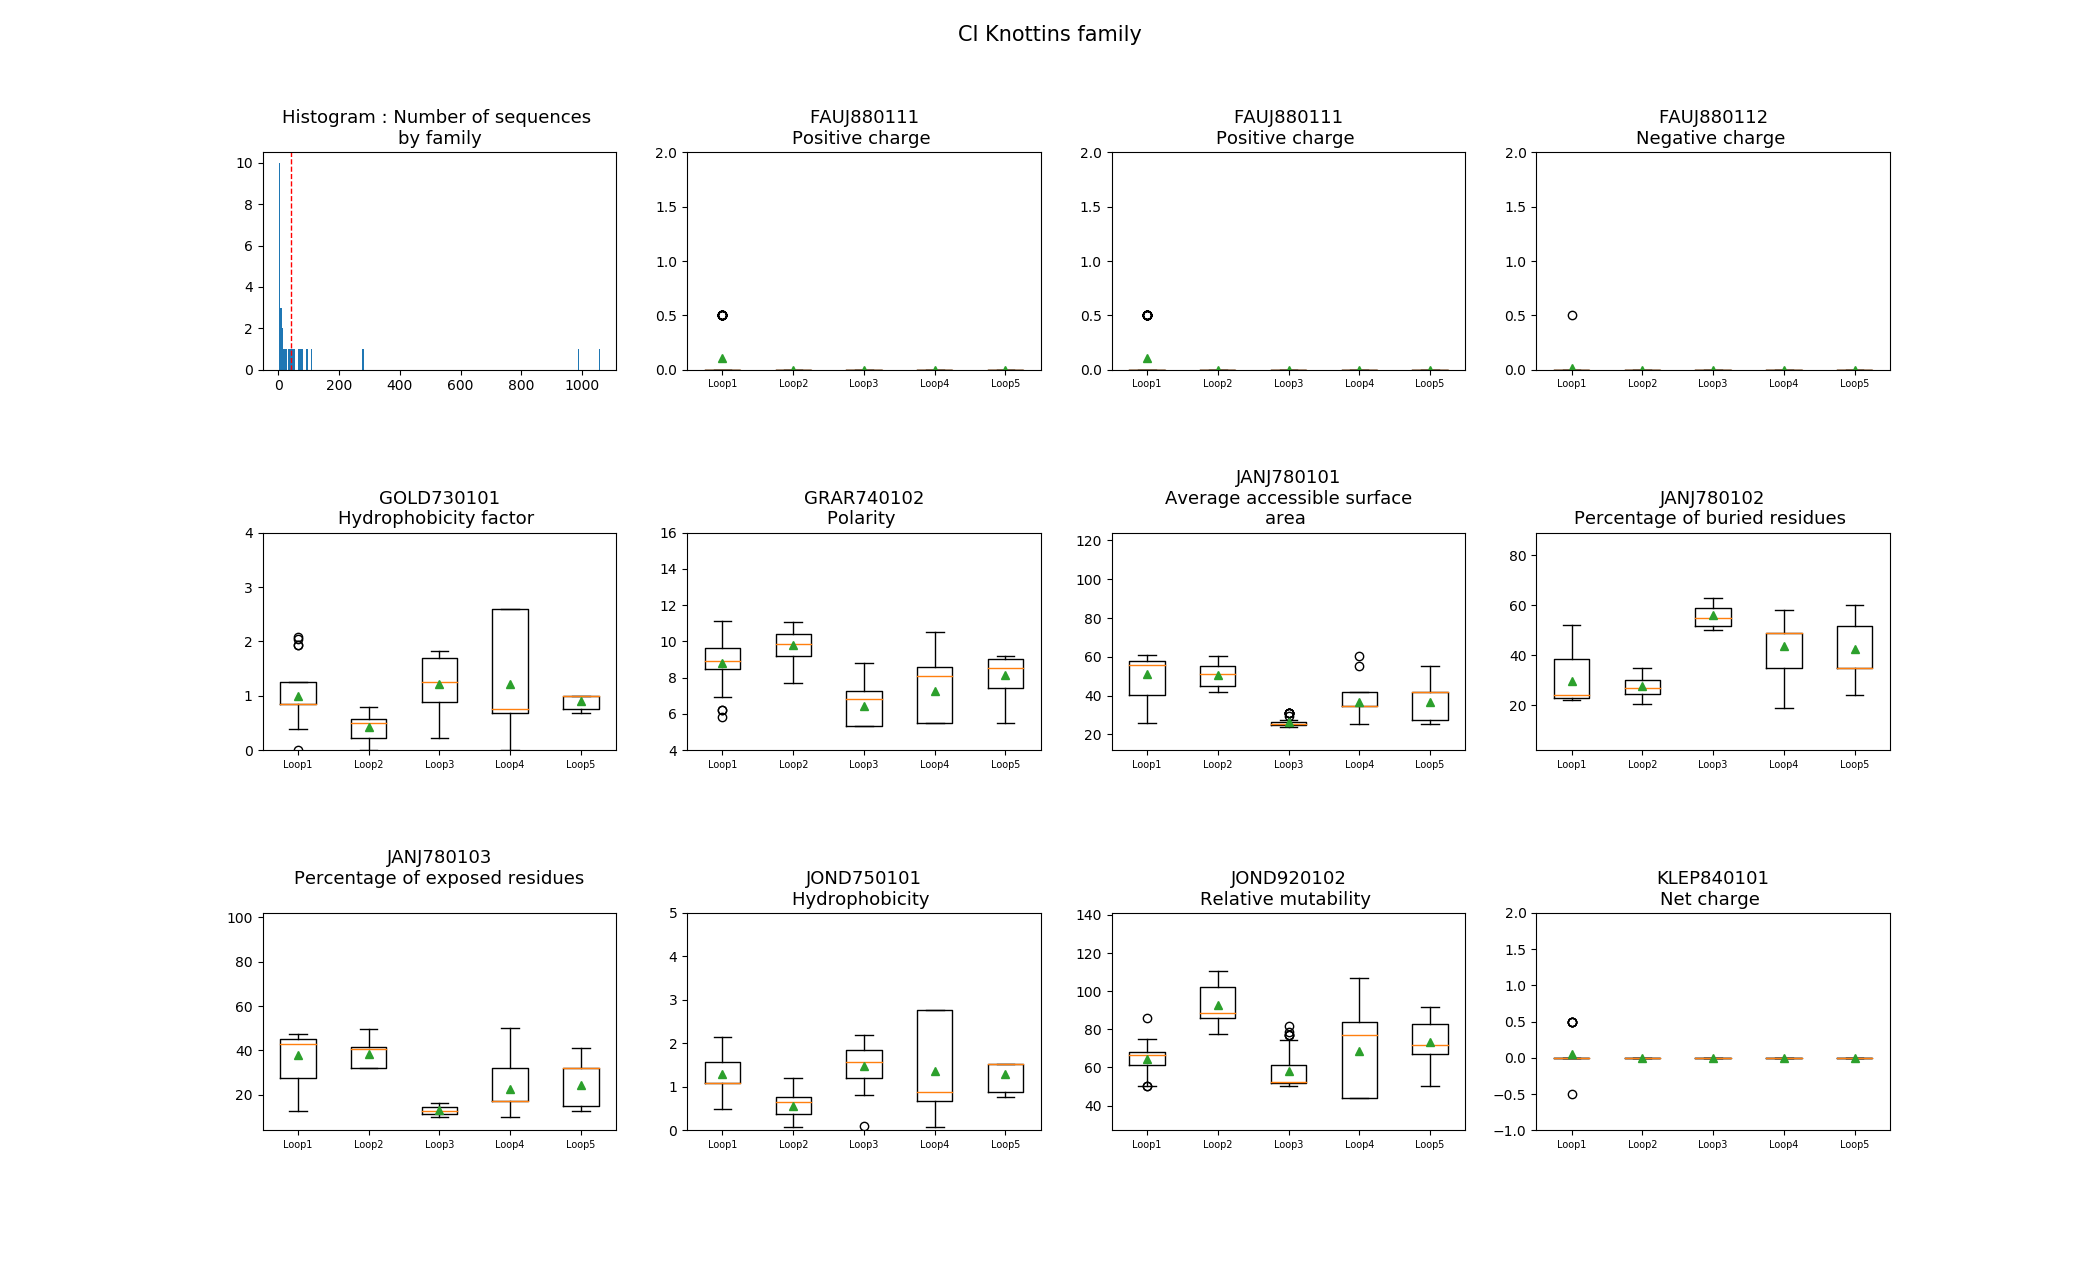 CI Knottins family
Histogram : Number of sequences
by family
10
8
6
4
2
0
0 200 400 600 800 1000
FAUJ880111
Positive charge
2.0
1.5
1.0
0.5
0.0
Loop1 Loop2 Loop3 Loop4 Loop5
FAUJ880111
Positive charge
2.0
1.5
1.0
0.5
0.0
Loop1 Loop2 Loop3 Loop4 Loop5
FAUJ880112
Negative charge
2.0
1.5
1.0
0.5
0.0
Loop1 Loop2 Loop3 Loop4 Loop5
GOLD730101
Hydrophobicity factor
4
3
2
1
0
Loop1 Loop2 Loop3 Loop4 Loop5
GRAR740102
Polarity
16
14
12
10
8
6
4
Loop1 Loop2 Loop3 Loop4 Loop5
JANJ780101
Average accessible surface
area
120
100
80
60
40
20
Loop1 Loop2 Loop3 Loop4 Loop5
JANJ780102
Percentage of buried residues
80
60
40
20
Loop1 Loop2 Loop3 Loop4 Loop5
JANJ780103
Percentage of exposed residues
100
80
60
40
20
Loop1 Loop2 Loop3 Loop4 Loop5
JOND750101
Hydrophobicity
5
4
3
2
1
0
Loop1 Loop2 Loop3 Loop4 Loop5
JOND920102
Relative mutability
140
120
100
80
60
40
Loop1 Loop2 Loop3 Loop4 Loop5
KLEP840101
Net charge
2.0
1.5
1.0
0.5
0.0
−0.5
−1.0
Loop1 Loop2 Loop3 Loop4 Loop5